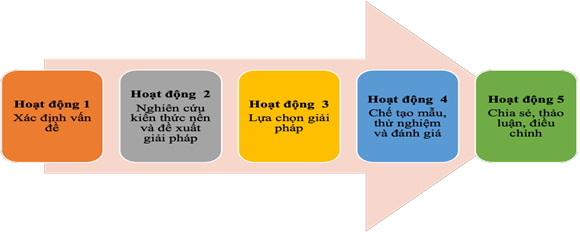 Hoạt động 1
Xác định vấn
đề
Hoạt động 2
Nghiên cứu
kiến thức nền
và đề xuất
giải pháp
Hoạt động 3
Lựa chọn giải
pháp
Hoạt động 4
Chế tạo mẫu,
thử nghiệm
và đánh giá
Hoạt động 5
Chia sẻ, thảo
luận, điều
chỉnh